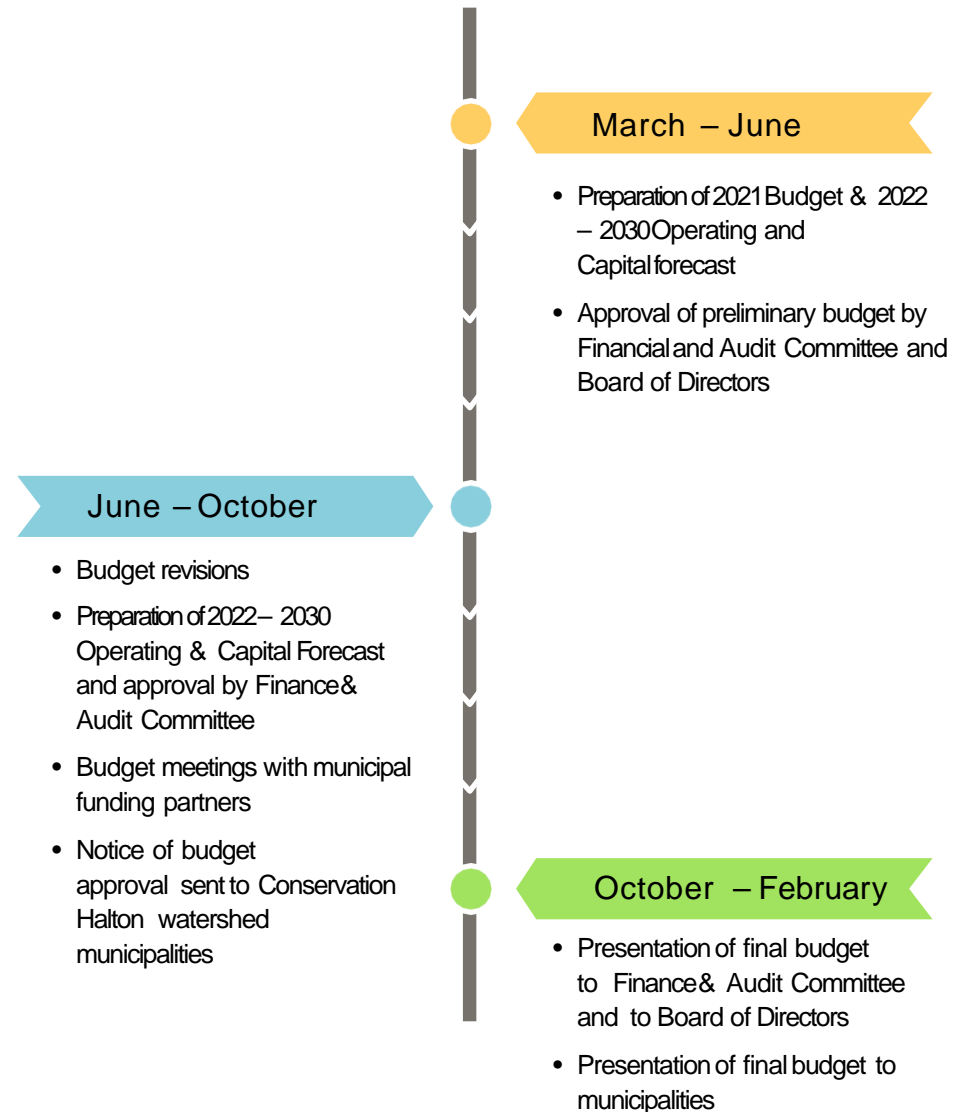 March – June
• Preparation of 2021 Budget & 2022
– 2030 Operating and
Capital forecast
• Approval of preliminary budget by
Financial and Audit Committee and
Board of Directors
June – October
• Budget revisions
• Preparation of 2022 – 2030
Operating & Capital Forecast
and approval by Finance &
Audit Committee
• Budget meetings with municipal
funding partners
• Notice of budget
approval sent to Conservation
Halton watershed
municipalities
October – February
• Presentation of final budget
to Finance & Audit Committee
and to Board of Directors
• Presentation of final budget to
municipalities